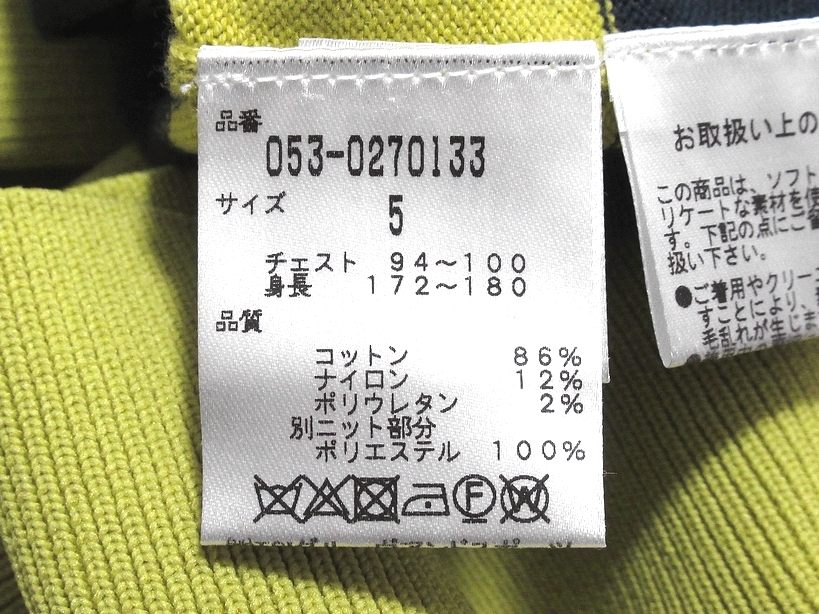 品番
053-0270133
サイズ
5
チェスト 94～100
身長 172～180
品質
コットン 86%
ナイロン 12%
ポリウレタン 2%
別ニット部分
ポリエステル 100%
F
W
お取扱い上の
この商品は、ソフト
リケートな素材を使
す。下記の点にご留
扱い下さい。
●ご着用やクリー
すことにより、
毛乱れが生じま